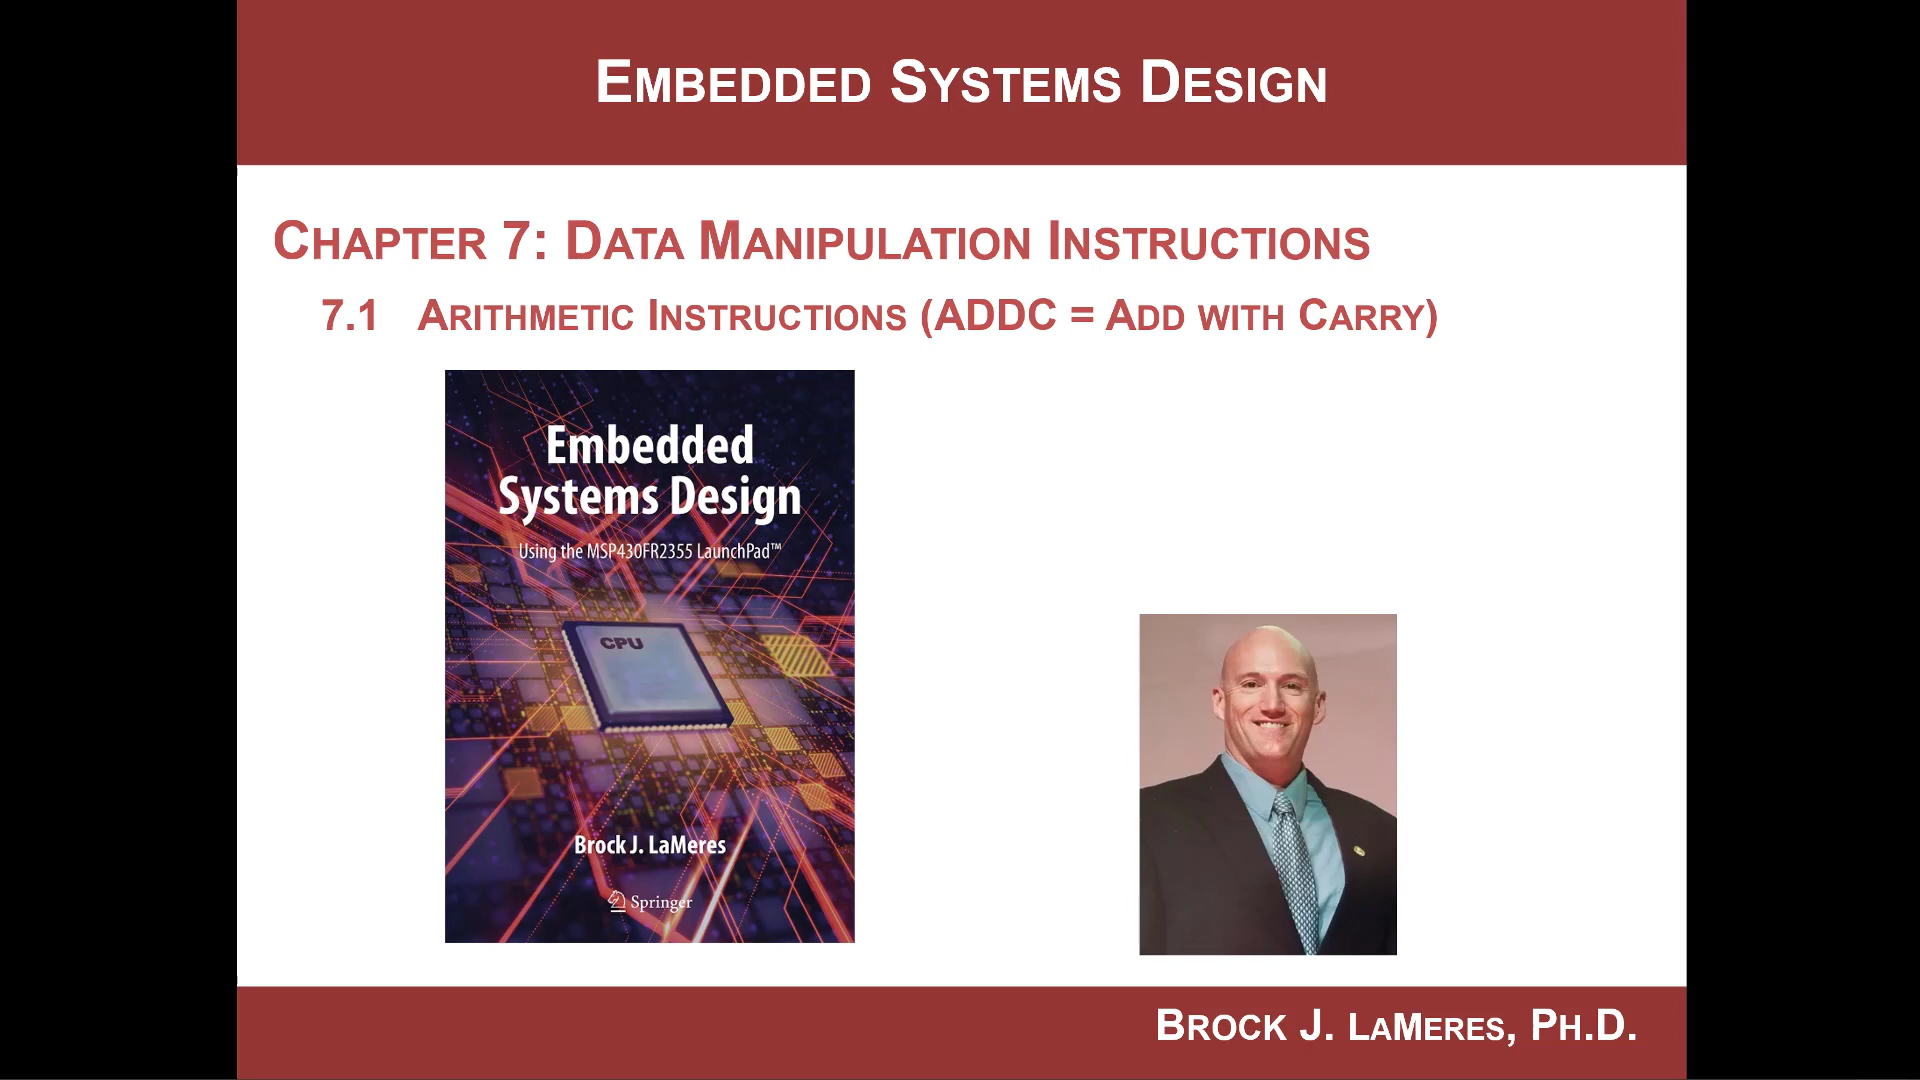 EMBEDDED SYSTEMS DESIGN
CHAPTER 7: DATA MANIPULATION INSTRUCTIONS
7.1 ARITHMETIC INSTRUCTIONS (ADDC = ADD WITH CARRY)
Embedded
Systems Design
Using the MSP430FR2355 LaunchPad™
CPU
Brock J. LaMeres
Springer
BROCK J. LAMERES, PH.D.